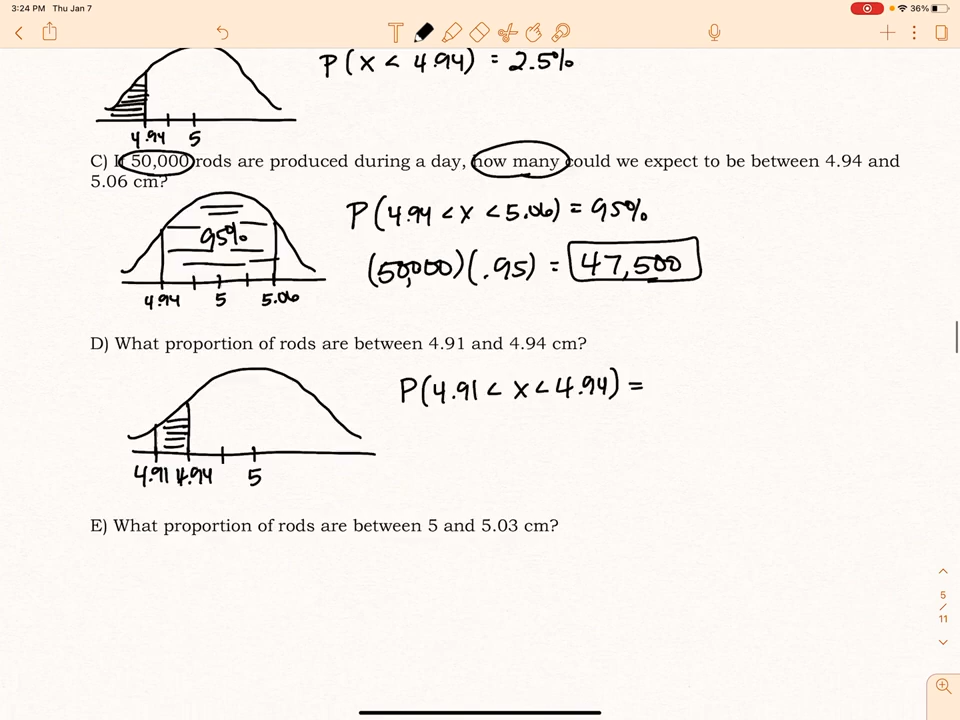 3:24 PM Thu Jan 7
36%
P(x < 4.94) = 2.5%
4.94 5
C) If 50,000 rods are produced during a day, how many could we expect to be between 4.94 and
5.06 cm?
P(4.94 < x < 5.06) = 95%
95%
(50,000)(.95) = 47,500
4.94 5 5.06
D) What proportion of rods are between 4.91 and 4.94 cm?
P(4.91 < x < 4.94) =
4.91 4.94 5
E) What proportion of rods are between 5 and 5.03 cm?
5
/
11